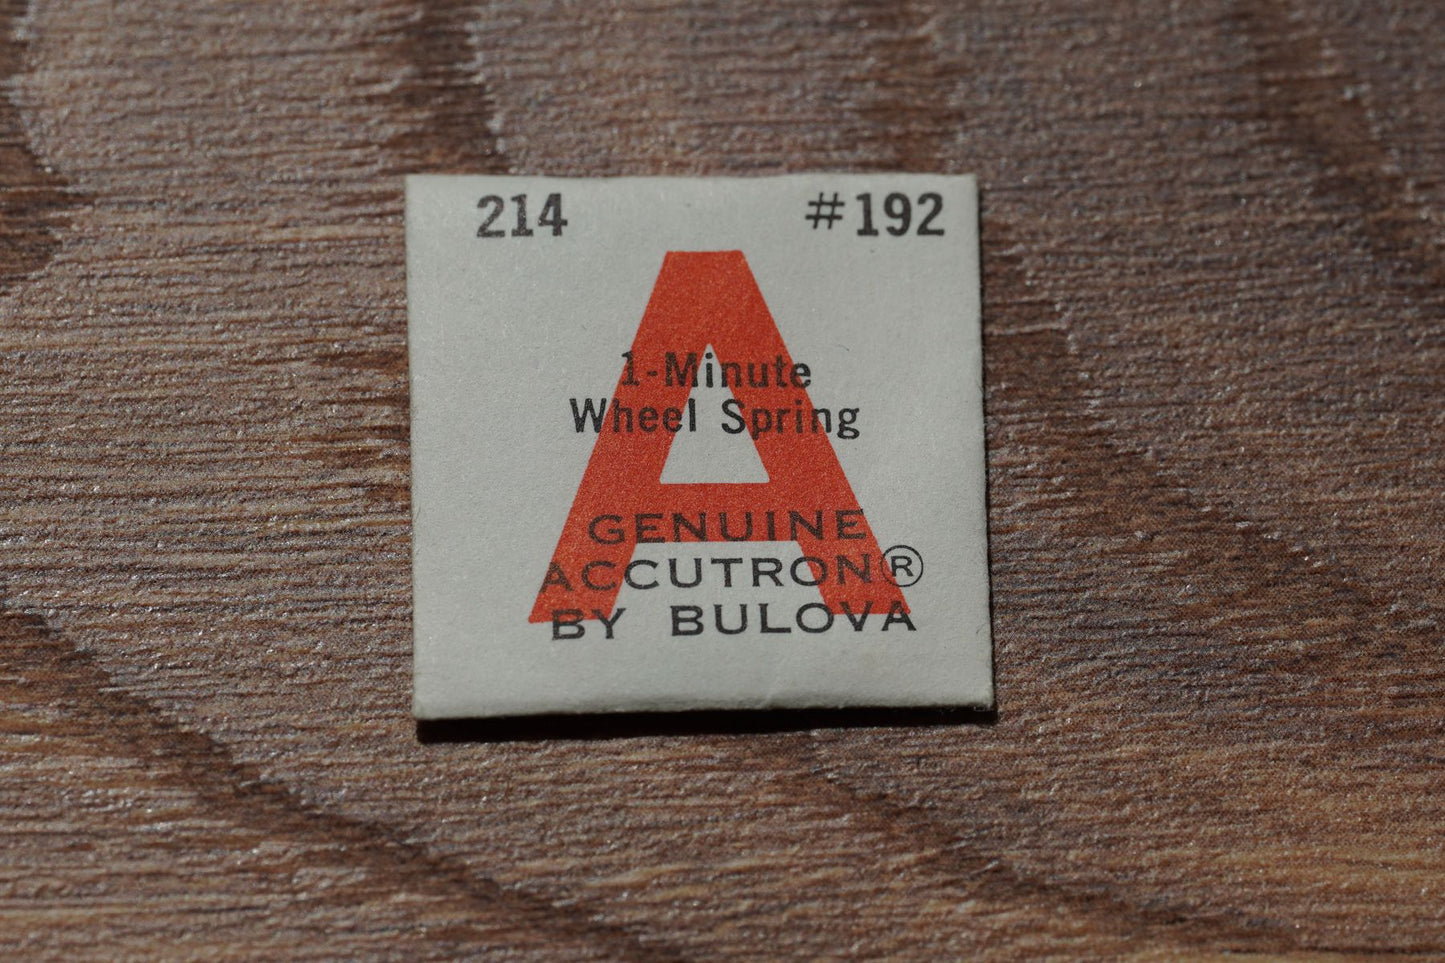 214 #192
A
1-Minute
Wheel Spring
GENUINE
ACCUTRON®
BY BULOVA